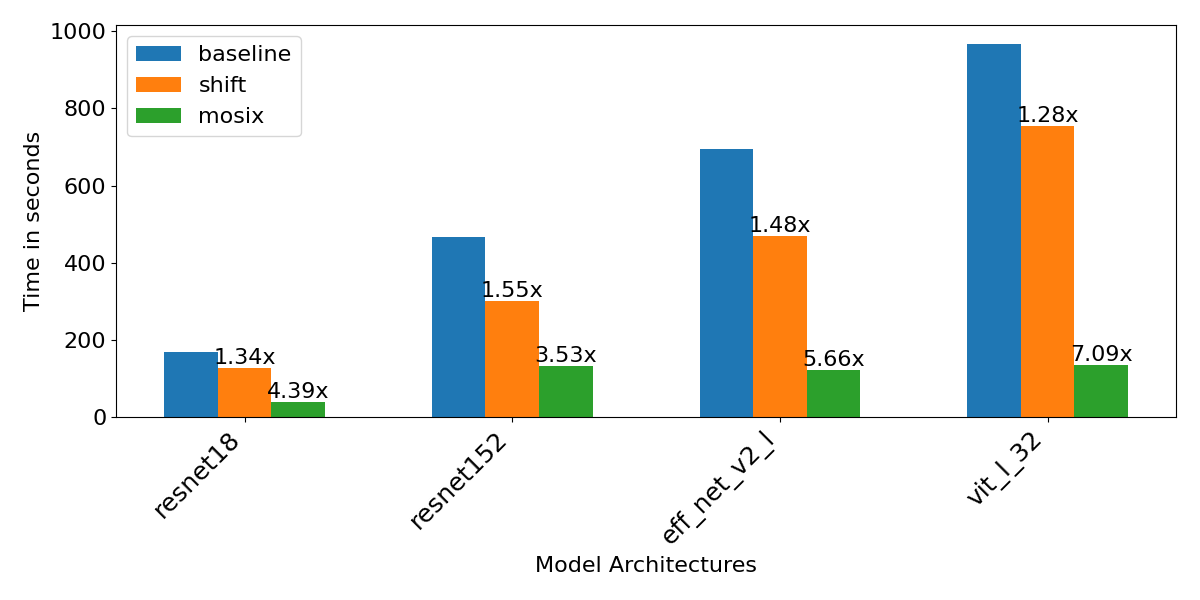 1000
800
600
400
200
0
Time in seconds
baseline
shift
mosix
1.34x
4.39x
1.55x
3.53x
1.48x
5.66x
1.28x
7.09x
resnet18
resnet152
eff_net_v2_l
vit_l_32
Model Architectures